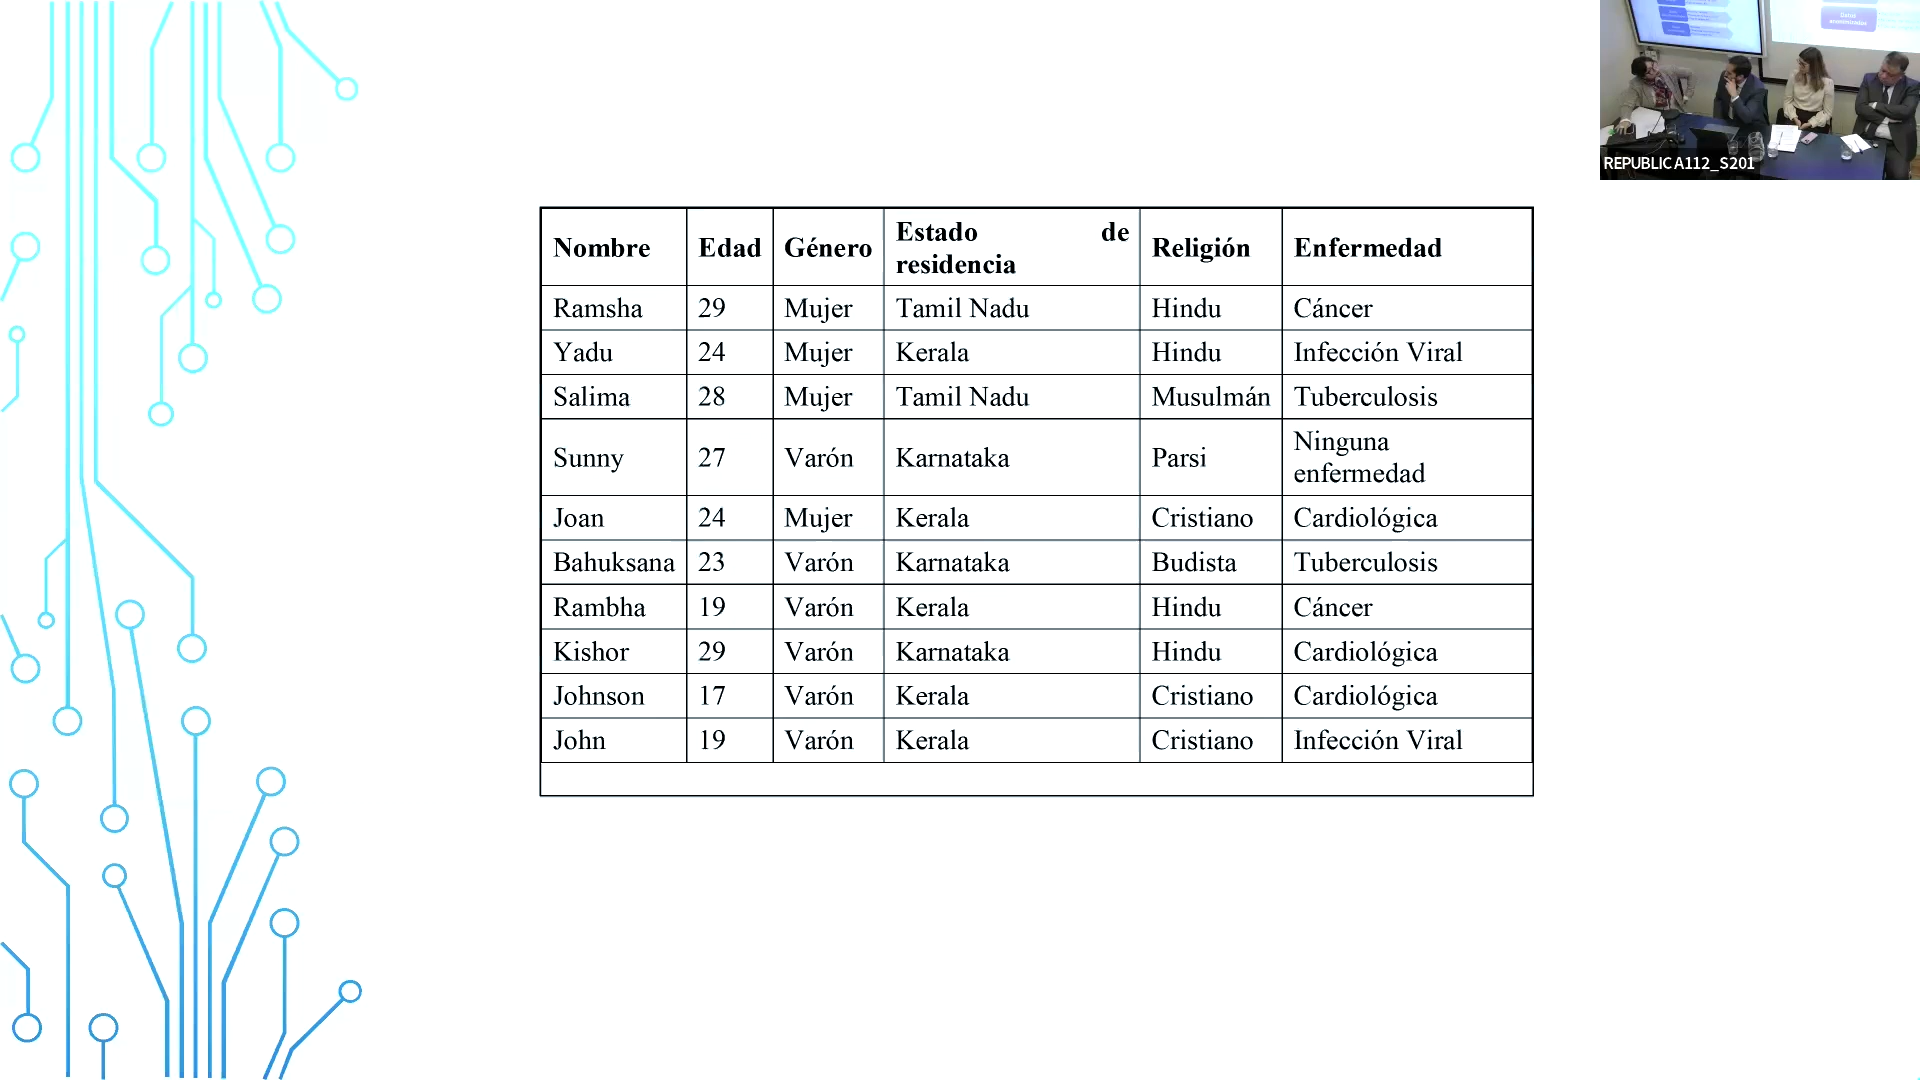 Datos
anonimizados
REPUBLICA112_S201
Nombre Edad Género Estado de residencia Religión Enfermedad
Ramsha 29 Mujer Tamil Nadu Hindu Cáncer
Yadu 24 Mujer Kerala Hindu Infección Viral
Salima 28 Mujer Tamil Nadu Musulmán Tuberculosis
Sunny 27 Varón Karnataka Parsi Ninguna enfermedad
Joan 24 Mujer Kerala Cristiano Cardiológica
Bahuksana 23 Varón Karnataka Budista Tuberculosis
Rambha 19 Varón Kerala Hindu Cáncer
Kishor 29 Varón Karnataka Hindu Cardiológica
Johnson 17 Varón Kerala Cristiano Cardiológica
John 19 Varón Kerala Cristiano Infección Viral